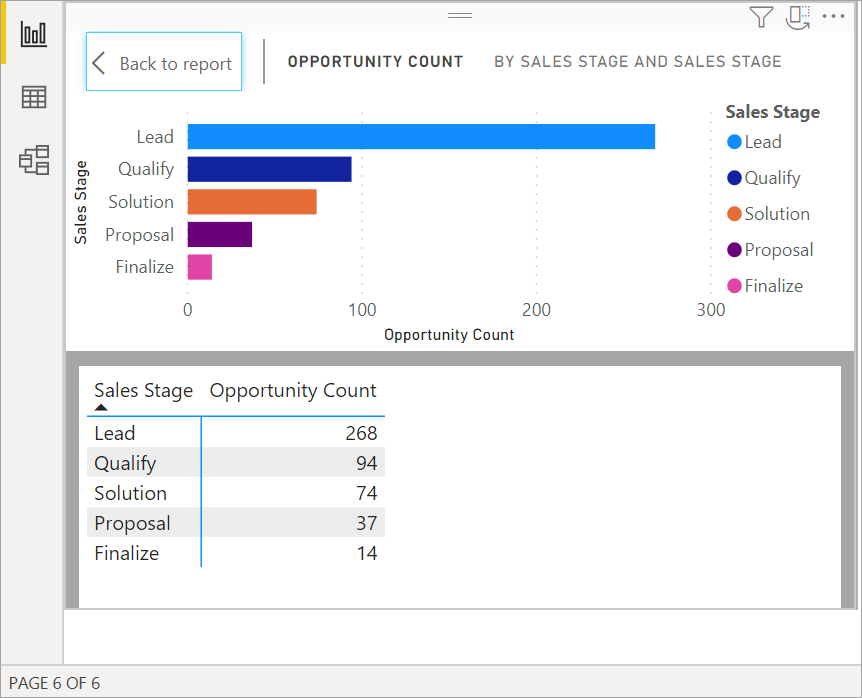 Back to report
OPPORTUNITY COUNT BY SALES STAGE AND SALES STAGE
Sales Stage
Lead
Qualify
Solution
Proposal
Finalize
0 100 200 300
Opportunity Count
Sales Stage
Lead
Qualify
Solution
Proposal
Finalize
Sales Stage Opportunity Count
Lead 268
Qualify 94
Solution 74
Proposal 37
Finalize 14
PAGE 6 OF 6